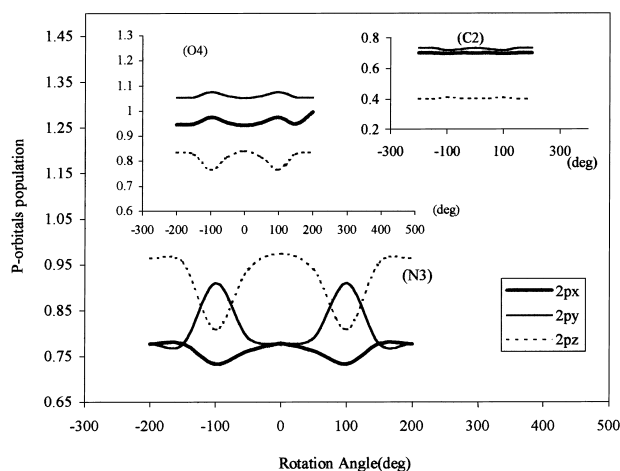 P-orbitals population
1.45
1.35
1.25
1.15
1.05
0.95
0.85
0.75
0.65
-300 -200 -100 0 100 200 300 400 500
Rotation Angle(deg)
(O4)
1.3
1.2
1.1
1
0.9
0.8
0.7
0.6
-300 -200 -100 0 100 200 300 400 500
(deg)
(C2)
0.8
0.6
0.4
0.2
-300 -100 100 300
(deg)
(N3)
2px
2py
2pz